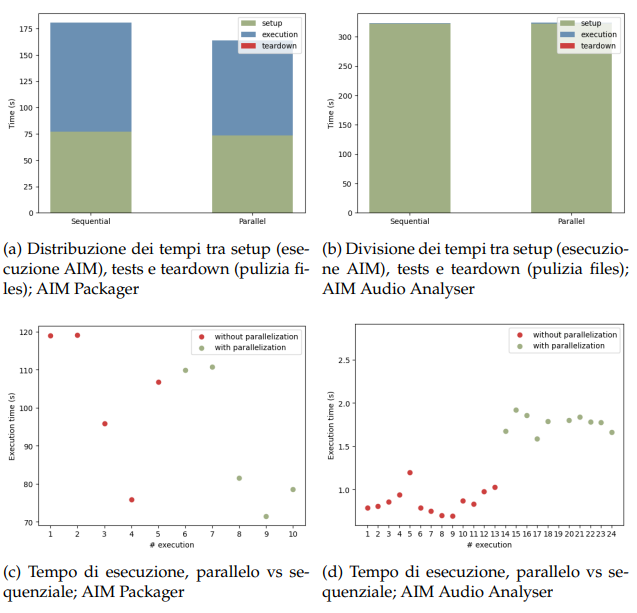 175
150
125
100
75
50
25
0
Time (s)
setup
execution
teardown
Sequential
Parallel
300
250
200
150
100
50
0
Time (s)
setup
execution
teardown
Sequential
Parallel
(a) Distribuzione dei tempi tra setup (ese-
cuzione AIM), tests e teardown (pulizia fi-
les); AIM Packager
(b) Divisione dei tempi tra setup (esecuzio-
ne AIM), tests e teardown (pulizia files);
AIM Audio Analyser
120
110
100
90
80
70
Execution time (s)
without parallelization
with parallelization
1 2 3 4 5 6 7 8 9 10
# execution
2.5
2.0
1.5
1.0
Execution time (s)
without parallelization
with parallelization
1 2 3 4 5 6 7 8 9 10 11 12 13 14 15 16 17 18 19 20 21 22 23 24
# execution
(c) Tempo di esecuzione, parallelo vs se-
quenziale; AIM Packager
(d) Tempo di esecuzione, parallelo vs se-
quenziale; AIM Audio Analyser